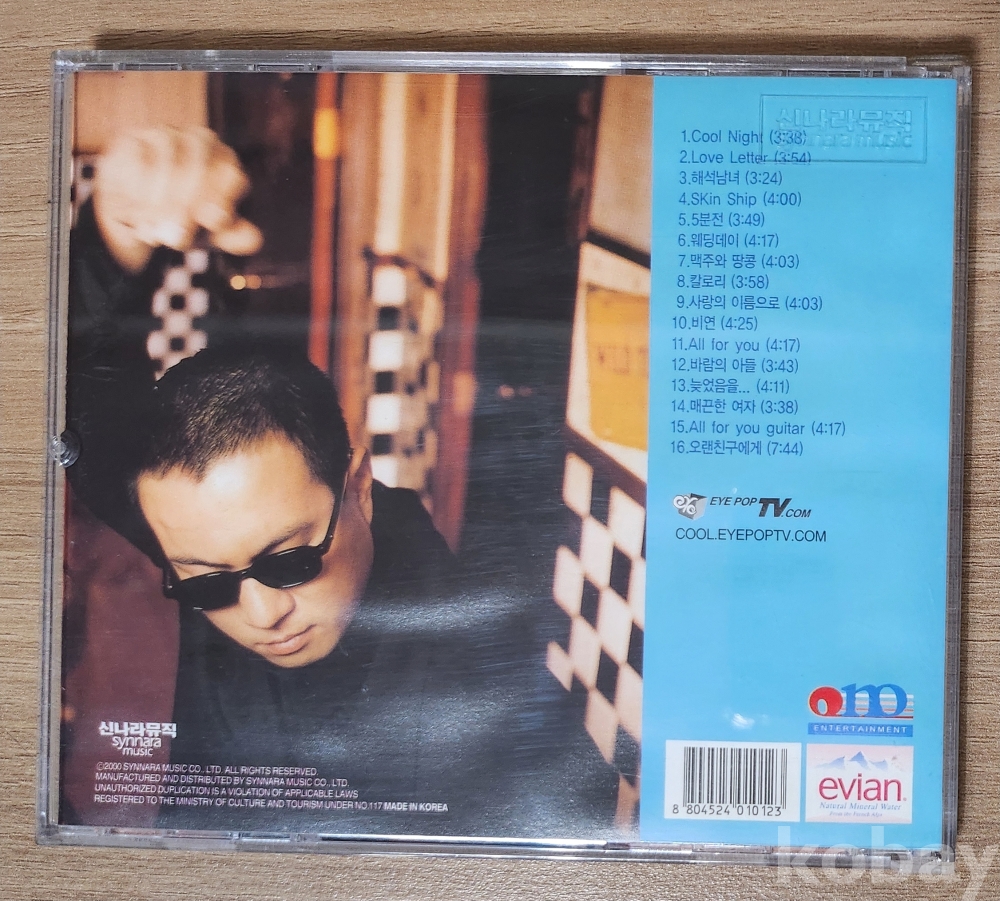 신나라뮤직
synnara music
1.Cool Night (3:38)
2.Love Letter (3:54)
3.해석남녀 (3:24)
4.SKin Ship (4:00)
5.5분전 (3:49)
6.웨딩데이 (4:17)
7.맥주와 땅콩 (4:03)
8.칼로리 (3:58)
9.사랑의 이름으로 (4:03)
10.비연 (4:25)
11.All for you (4:17)
12.바람의 아들 (3:43)
13.늦었음을... (4:11)
14.매끈한 여자 (3:38)
15.All for you guitar (4:17)
16.오랜친구에게 (7:44)
EYE POP TV.COM
COOL.EYEPOPTV.COM
om
ENTERTAINMENT
8 804524 010123
evian
Natural Mineral Water
From the French Alps
신나라뮤직
synnara
music
ⓒ2000 SYNNARA MUSIC CO., LTD. ALL RIGHTS RESERVED.
MANUFACTURED AND DISTRIBUTED BY SYNNARA MUSIC CO., LTD.
UNAUTHORIZED DUPLICATION IS A VIOLATION OF APPLICABLE LAWS
REGISTERED TO THE MINISTRY OF CULTURE AND TOURISM UNDER NO.117 MADE IN KOREA
kobay